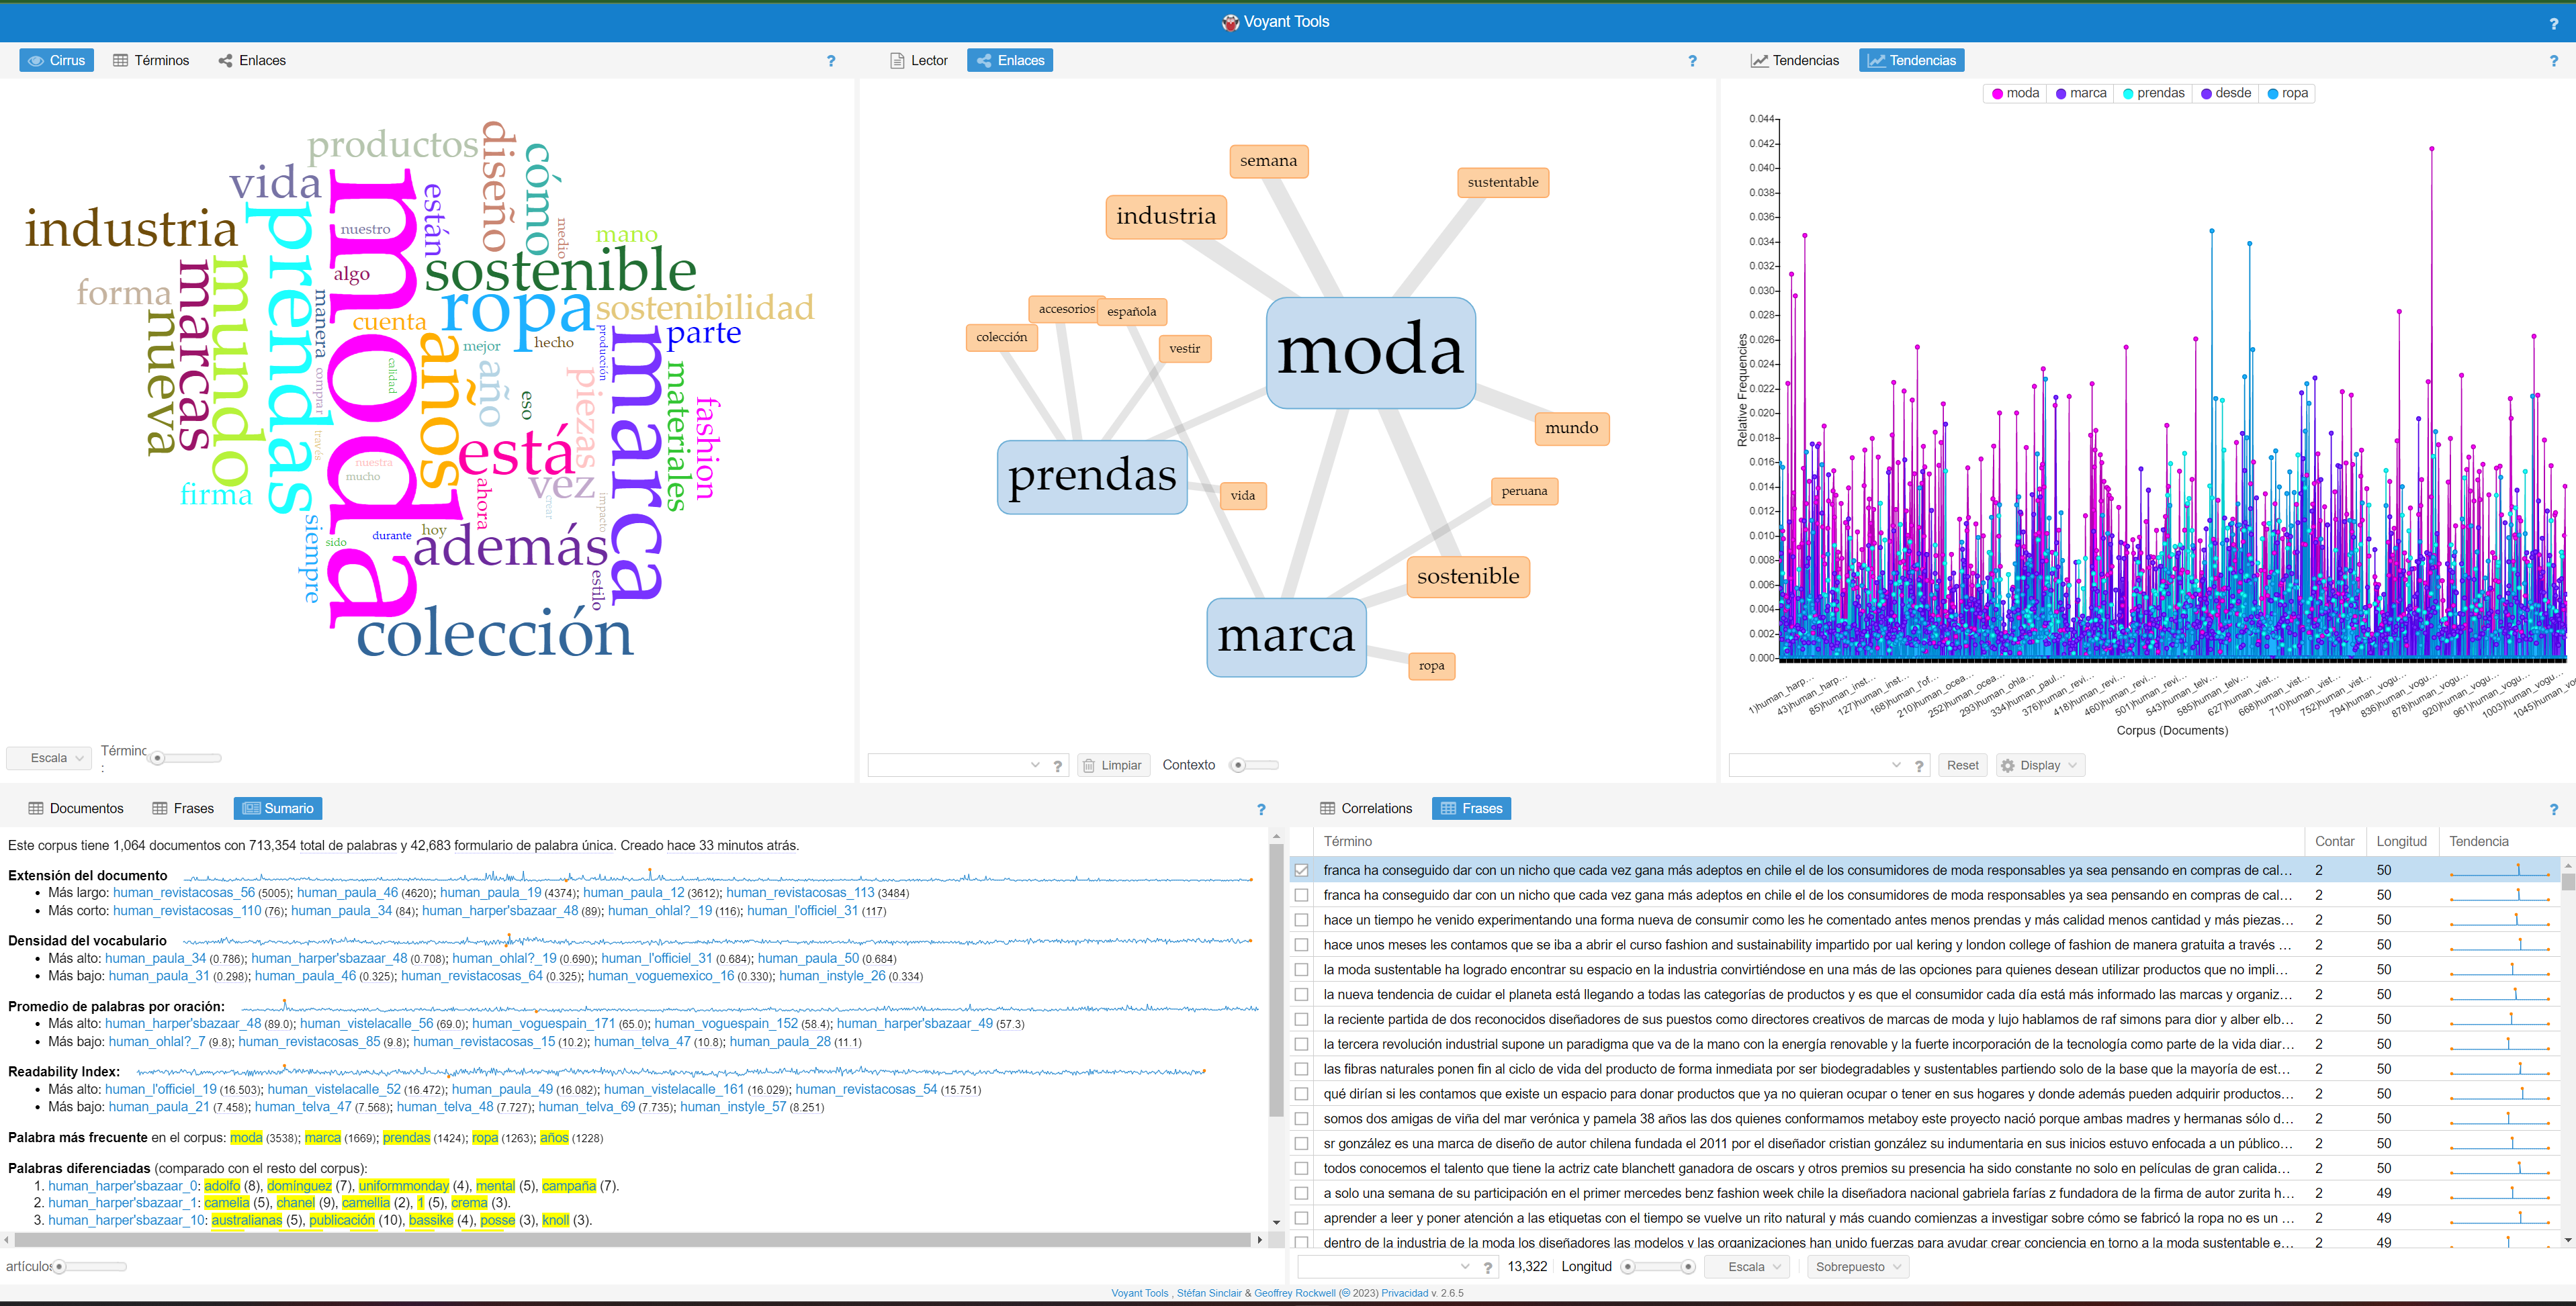 Voyant Tools
?
Cirrus Términos Enlaces ?
Lector Enlaces ?
Tendencias Tendencias ?
productos
diseño
cómo
vida
moda
están
industria
prendas
nuestro
medio
mano
algo
sostenible
forma
marcas
mundo
manera
ropa
sostenibilidad
nueva
cuenta
años
mejor
hecho
producción
marca
parte
calidad
comprar
año
piezas
materiales
fashion
eso
través
está
nuestra
mucho
vez
firma
ahora
crear
impacto
siempre
sido
durante
hoy
además
estilo
colección
Escala
Términc
:
semana
sustentable
industria
accesorios
española
colección
vestir
moda
mundo
prendas
vida
peruana
sostenible
marca
ropa
? Limpiar Contexto
moda marca prendas desde ropa
0.044
0.042
0.040
0.038
0.036
0.034
0.032
0.030
0.028
0.026
0.024
0.022
0.020
0.018
0.016
0.014
0.012
0.010
0.008
0.006
0.004
0.002
0.000
Relative Frequencies
1)human_harp…
43)human_harp…
85)human_inst…
127)human_inst…
168)human_l'of…
210)human_ocea…
252)human_ocea…
293)human_ohla…
334)human_paul…
376)human_revi…
418)human_revi…
460)human_revi…
501)human_revi…
543)human_telv…
585)human_telv…
627)human_vist…
668)human_vist…
710)human_vist…
752)human_vist…
794)human_vogu…
836)human_vogu…
878)human_vogu…
920)human_vogu…
961)human_vogu…
1003)human_vogu…
1045)human_vo
Corpus (Documents)
? Reset Display
Documentos Frases Sumario ?
Este corpus tiene 1,064 documentos con 713,354 total de palabras y 42,683 formulario de palabra única. Creado hace 33 minutos atrás.
Extensión del documento
• Más largo: human_revistacosas_56 (5005); human_paula_46 (4620); human_paula_19 (4374); human_paula_12 (3612); human_revistacosas_113 (3484)
• Más corto: human_revistacosas_110 (76); human_paula_34 (84); human_harper'sbazaar_48 (89); human_ohlal?_19 (116); human_l'officiel_31 (117)
Densidad del vocabulario
• Más alto: human_paula_34 (0.786); human_harper'sbazaar_48 (0.708); human_ohlal?_19 (0.690); human_l'officiel_31 (0.684); human_paula_50 (0.684)
• Más bajo: human_paula_31 (0.298); human_paula_46 (0.325); human_revistacosas_64 (0.325); human_voguemexico_16 (0.330); human_instyle_26 (0.334)
Promedio de palabras por oración:
• Más alto: human_harper'sbazaar_48 (89.0); human_vistelacalle_56 (69.0); human_voguespain_171 (65.0); human_voguespain_152 (58.4); human_harper'sbazaar_49 (57.3)
• Más bajo: human_ohlal?_7 (9.8); human_revistacosas_85 (9.8); human_revistacosas_15 (10.2); human_telva_47 (10.8); human_paula_28 (11.1)
Readability Index:
• Más alto: human_l'officiel_19 (16.503); human_vistelacalle_52 (16.472); human_paula_49 (16.082); human_vistelacalle_161 (16.029); human_revistacosas_54 (15.751)
• Más bajo: human_paula_21 (7.458); human_telva_47 (7.568); human_telva_48 (7.727); human_telva_69 (7.735); human_instyle_57 (8.251)
Palabra más frecuente en el corpus: moda (3538); marca (1669); prendas (1424); ropa (1263); años (1228)
Palabras diferenciadas (comparado con el resto del corpus):
1. human_harper'sbazaar_0: adolfo (8), domínguez (7), uniformmonday (4), mental (5), campaña (7).
2. human_harper'sbazaar_1: camelia (5), chanel (9), camellia (2), 1 (5), crema (3).
3. human_harper'sbazaar_10: australianas (5), publicación (10), bassike (4), posse (3), knoll (3).
artículos
Correlations Frases ?
Término Contar Longitud Tendencia
franca ha conseguido dar con un nicho que cada vez gana más adeptos en chile el de los consumidores de moda responsables ya sea pensando en compras de cal… 2 50
franca ha conseguido dar con un nicho que cada vez gana más adeptos en chile el de los consumidores de moda responsables ya sea pensando en compras de cal… 2 50
hace un tiempo he venido experimentando una forma nueva de consumir como les he comentado antes menos prendas y más calidad menos cantidad y más piezas… 2 50
hace unos meses les contamos que se iba a abrir el curso fashion and sustainability impartido por ual kering y london college of fashion de manera gratuita a través … 2 50
la moda sustentable ha logrado encontrar su espacio en la industria convirtiéndose en una más de las opciones para quienes desean utilizar productos que no impli… 2 50
la nueva tendencia de cuidar el planeta está llegando a todas las categorías de productos y es que el consumidor cada día está más informado las marcas y organiz… 2 50
la reciente partida de dos reconocidos diseñadores de sus puestos como directores creativos de marcas de moda y lujo hablamos de raf simons para dior y alber elb… 2 50
la tercera revolución industrial supone un paradigma que va de la mano con la energía renovable y la fuerte incorporación de la tecnología como parte de la vida diar… 2 50
las fibras naturales ponen fin al ciclo de vida del producto de forma inmediata por ser biodegradables y sustentables partiendo solo de la base que la mayoría de est… 2 50
qué dirían si les contamos que existe un espacio para donar productos que ya no quieran ocupar o tener en sus hogares y donde además pueden adquirir productos… 2 50
somos dos amigas de viña del mar verónica y pamela 38 años las dos quienes conformamos metaboy este proyecto nació porque ambas madres y hermanas sólo d… 2 50
sr gonzález es una marca de diseño de autor chilena fundada el 2011 por el diseñador cristian gonzález su indumentaria en sus inicios estuvo enfocada a un público… 2 50
todos conocemos el talento que tiene la actriz cate blanchett ganadora de oscars y otros premios su presencia ha sido constante no solo en películas de gran calida… 2 50
a solo una semana de su participación en el primer mercedes benz fashion week chile la diseñadora nacional gabriela farías z fundadora de la firma de autor zurita h… 2 49
aprender a leer y poner atención a las etiquetas con el tiempo se vuelve un rito natural y más cuando comienzas a investigar sobre cómo se fabricó la ropa no es un … 2 49
dentro de la industria de la moda los diseñadores las modelos y las organizaciones han unido fuerzas para ayudar crear conciencia en torno a la moda sustentable e… 2 49
? 13,322 Longitud Escala Sobrepuesto
Voyant Tools , Stéfan Sinclair & Geoffrey Rockwell (© 2023) Privacidad v. 2.6.5